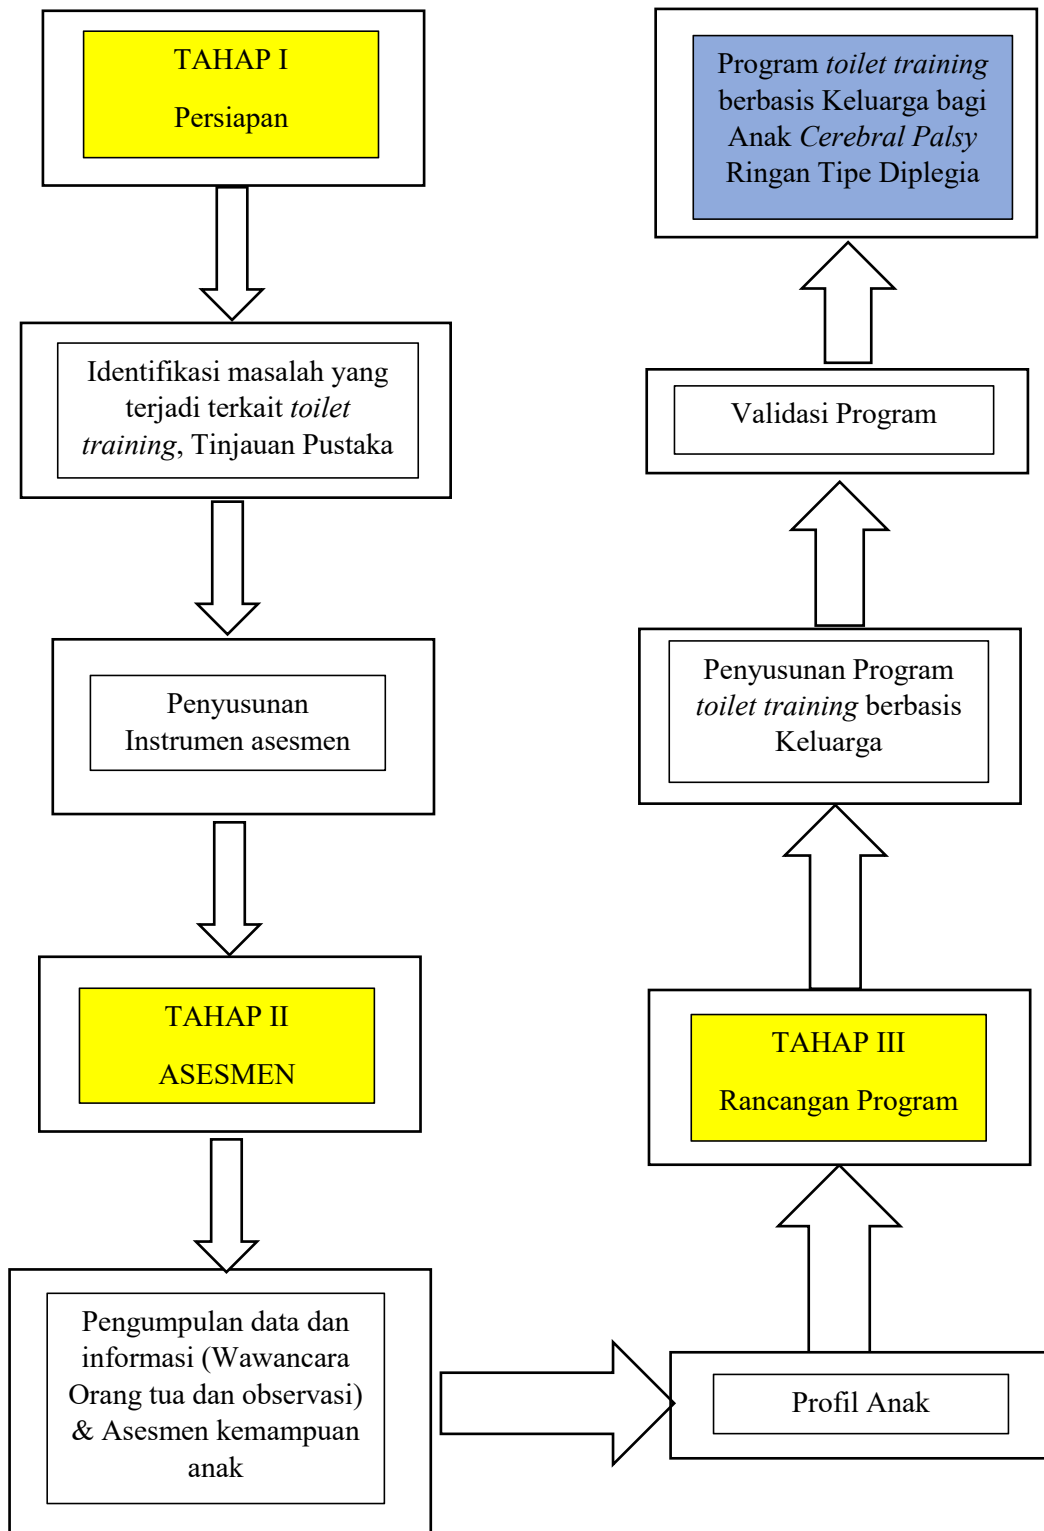 TAHAP I
Persiapan
Identifikasi masalah yang
terjadi terkait toilet
training, Tinjauan Pustaka
Penyusunan
Instrumen asesmen
TAHAP II
ASESMEN
Pengumpulan data dan
informasi (Wawancara
Orang tua dan observasi)
& Asesmen kemampuan
anak
Profil Anak
TAHAP III
Rancangan Program
Penyusunan Program
toilet training berbasis
Keluarga
Validasi Program
Program toilet training
berbasis Keluarga bagi
Anak Cerebral Palsy
Ringan Tipe Diplegia